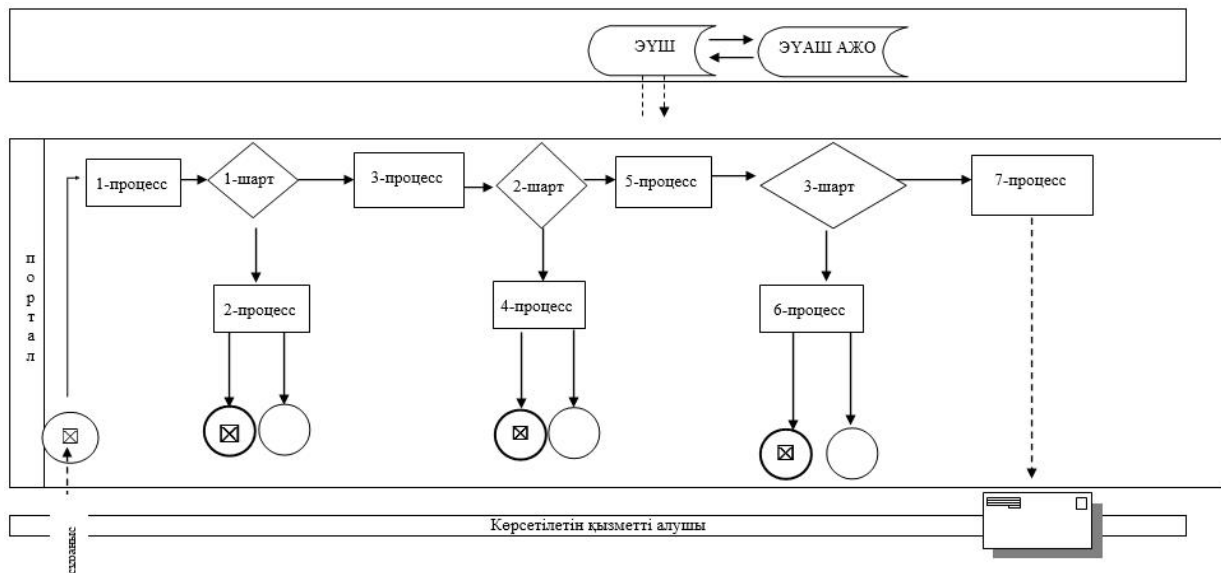 ЭҮШ
ЭҮАШ АЖО
1-процесс
1-шарт
3-процесс
2-шарт
5-процесс
3-шарт
7-процесс
портал
2-процесс
4-процесс
6-процесс
Көрсетілетін қызметті алушы